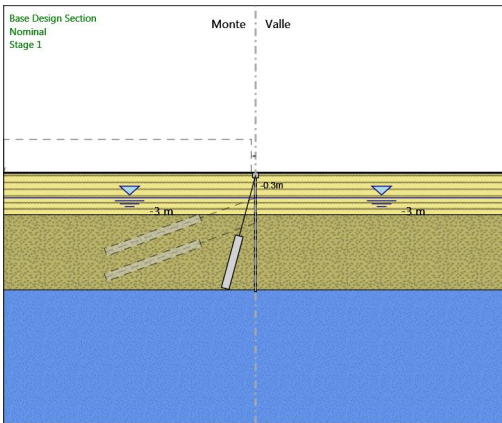 Base Design Section
Nominal
Stage 1
Monte Valle
-0.3m
-3 m -3 m